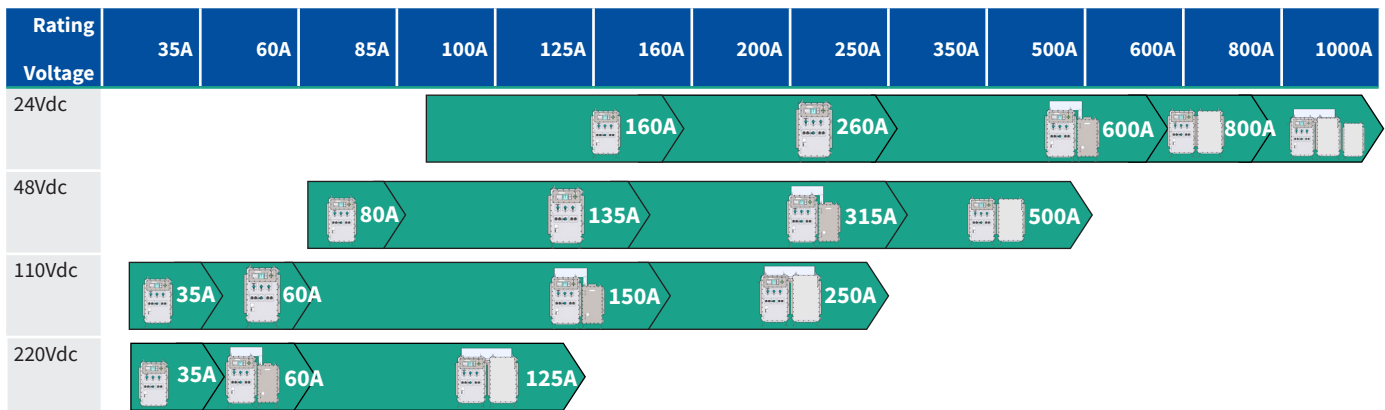 Rating
35A 60A 85A 100A 125A 160A 200A 250A 350A 500A 600A 800A 1000A
Voltage
24Vdc
160A 260A 600A 800A
48Vdc
80A 135A 315A 500A
110Vdc
35A 60A 150A 250A
220Vdc
35A 60A 125A